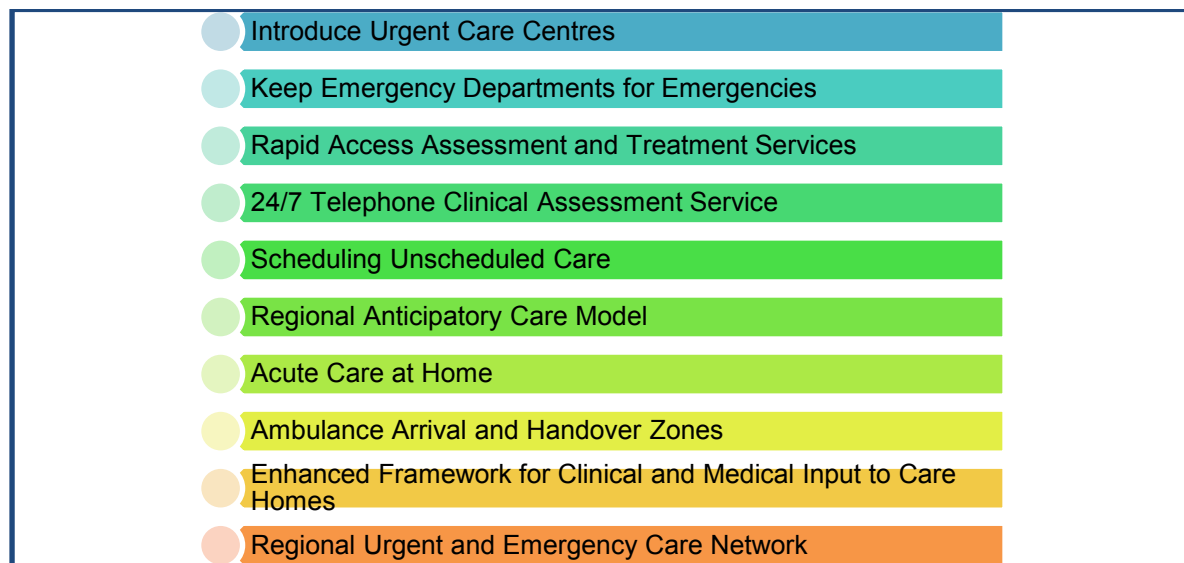 Introduce Urgent Care Centres
Keep Emergency Departments for Emergencies
Rapid Access Assessment and Treatment Services
24/7 Telephone Clinical Assessment Service
Scheduling Unscheduled Care
Regional Anticipatory Care Model
Acute Care at Home
Ambulance Arrival and Handover Zones
Enhanced Framework for Clinical and Medical Input to Care
Homes
Regional Urgent and Emergency Care Network